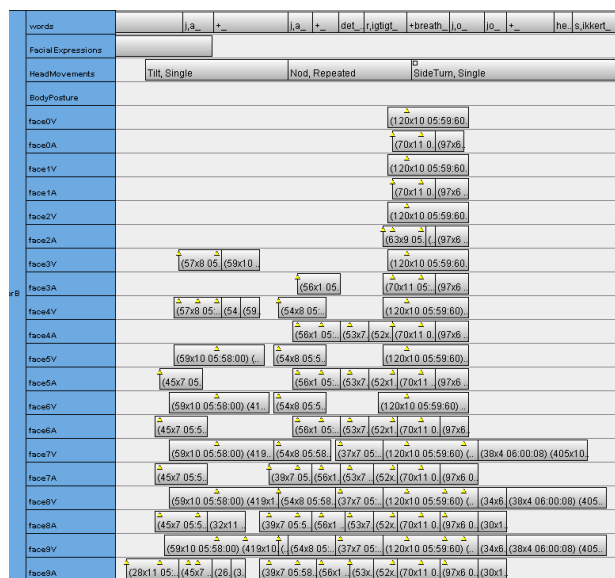 words j,a_ +_ j,a_ +_ det_ r,igtigt_ +breath_ j,o_ jo_ +_ he.. s,ikkert_
FacialExpressions
HeadMovements Tilt, Single Nod, Repeated SideTurn, Single
BodyPosture
face0V (120x10 05:59:60.
face0A (70x11 0. (97x6 ..
face1V (120x10 05:59:60.
face1A (70x11 0. (97x6 ..
face2V (120x10 05:59:60.
face2A (63x9 05. (.. (97x6 ..
face3V (57x8 05.. (59x10 .. (120x10 05:59:60.
face3A (56x1 05.. (70x11 05:.. (97x6 ..
face4V (57x8 05:.. (54. (59.. (54x8 05:.. (120x10 05:59:60)..
face4A (56x1 05:.. (53x7. (52x. (70x11 0.. (97x6 ..
face5V (59x10 05:58:00) (.. (54x8 05:5.. (120x10 05:59:60)..
face5A (45x7 05.. (56x1 05:.. (53x7.. (52x1. (70x11 .. (97x6 ..
face6V (59x10 05:58:00) (41.. (54x8 05:5.. (120x10 05:59:60) ..
face6A (45x7 05:.. (56x1 05:.. (53x7:.. (52x1. (70x11 0.. (97x6..
face7V (59x10 05:58:00) (419.. (54x8 05:58.. (37x7 05:.. (120x10 05:59:60) (.. (38x4 06:00:08) (405x10..
face7A (45x7 05:5.. (39x7 05.. (56x1.. (53x7 .. (52x. (70x11 0.. (97x6 0..
face8V (59x10 05:58:00) (419x1.. (54x8 05:58.. (37x7 05:.. (120x10 05:59:60) (.. (34x6. (38x4 06:00:08) (405..
face8A (45x7 05:5.. (32x11 .. (39x7 05:5.. (56x1 .. (53x7.. (52x. (70x11 0.. (97x6 0.. (30x1..
erB
face9V (59x10 05:58:00) (419x10.. (.. (54x8 05:.. (37x7 05:.. (120x10 05:59:60) (.. (34x6.. (38x4 06:00:08) (405..
face9A (28x11 05:.. (45x7 .. (26. (3. (39x7 05:58.. (56x1 .. (53x. (52x. (70x11 0.. (97x6 0.. (30x1..